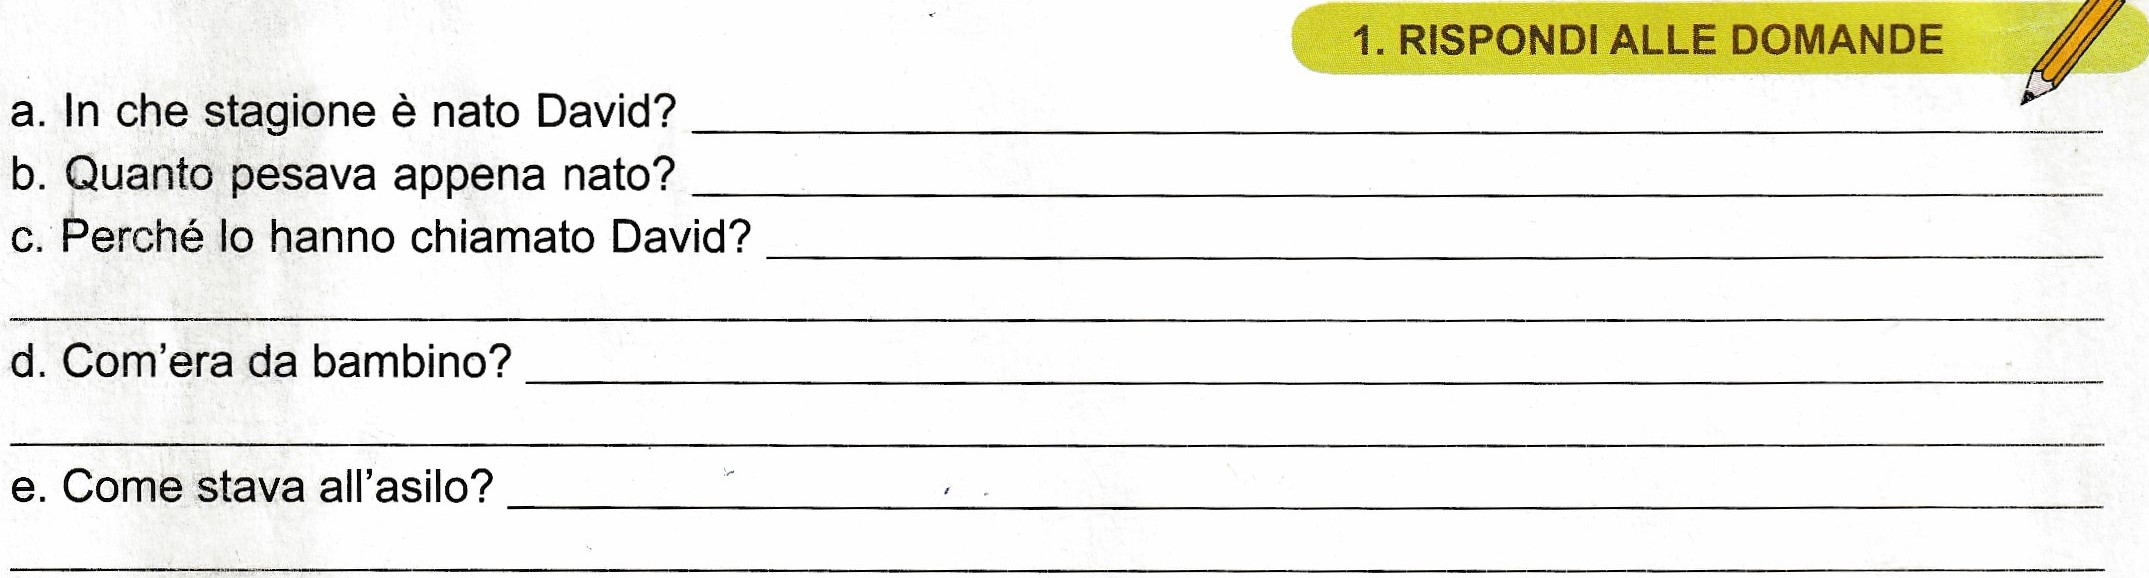 1. RISPONDI ALLE DOMANDE
a. In che stagione è nato David?
b. Quanto pesava appena nato?
c. Perché lo hanno chiamato David?
d. Com'era da bambino?
e. Come stava all'asilo?